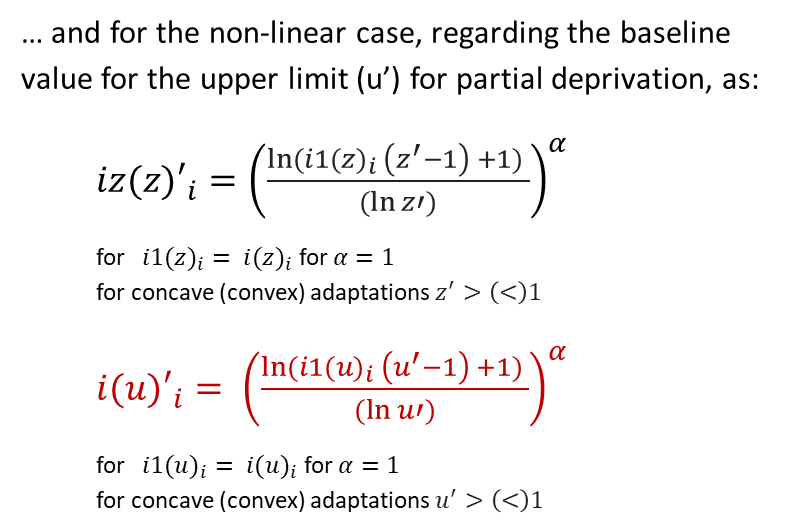 ... and for the non-linear case, regarding the baseline
value for the upper limit (u’) for partial deprivation, as:
iz(z)′ᵢ = (ln(i1(z)ᵢ (z′−1) +1) / (ln z′))^α
for i1(z)ᵢ = i(z)ᵢ for α = 1
for concave (convex) adaptations z′ > (<)1
i(u)′ᵢ = (ln(i1(u)ᵢ (u′−1) +1) / (ln u′))^α
for i1(u)ᵢ = i(u)ᵢ for α = 1
for concave (convex) adaptations u′ > (<)1